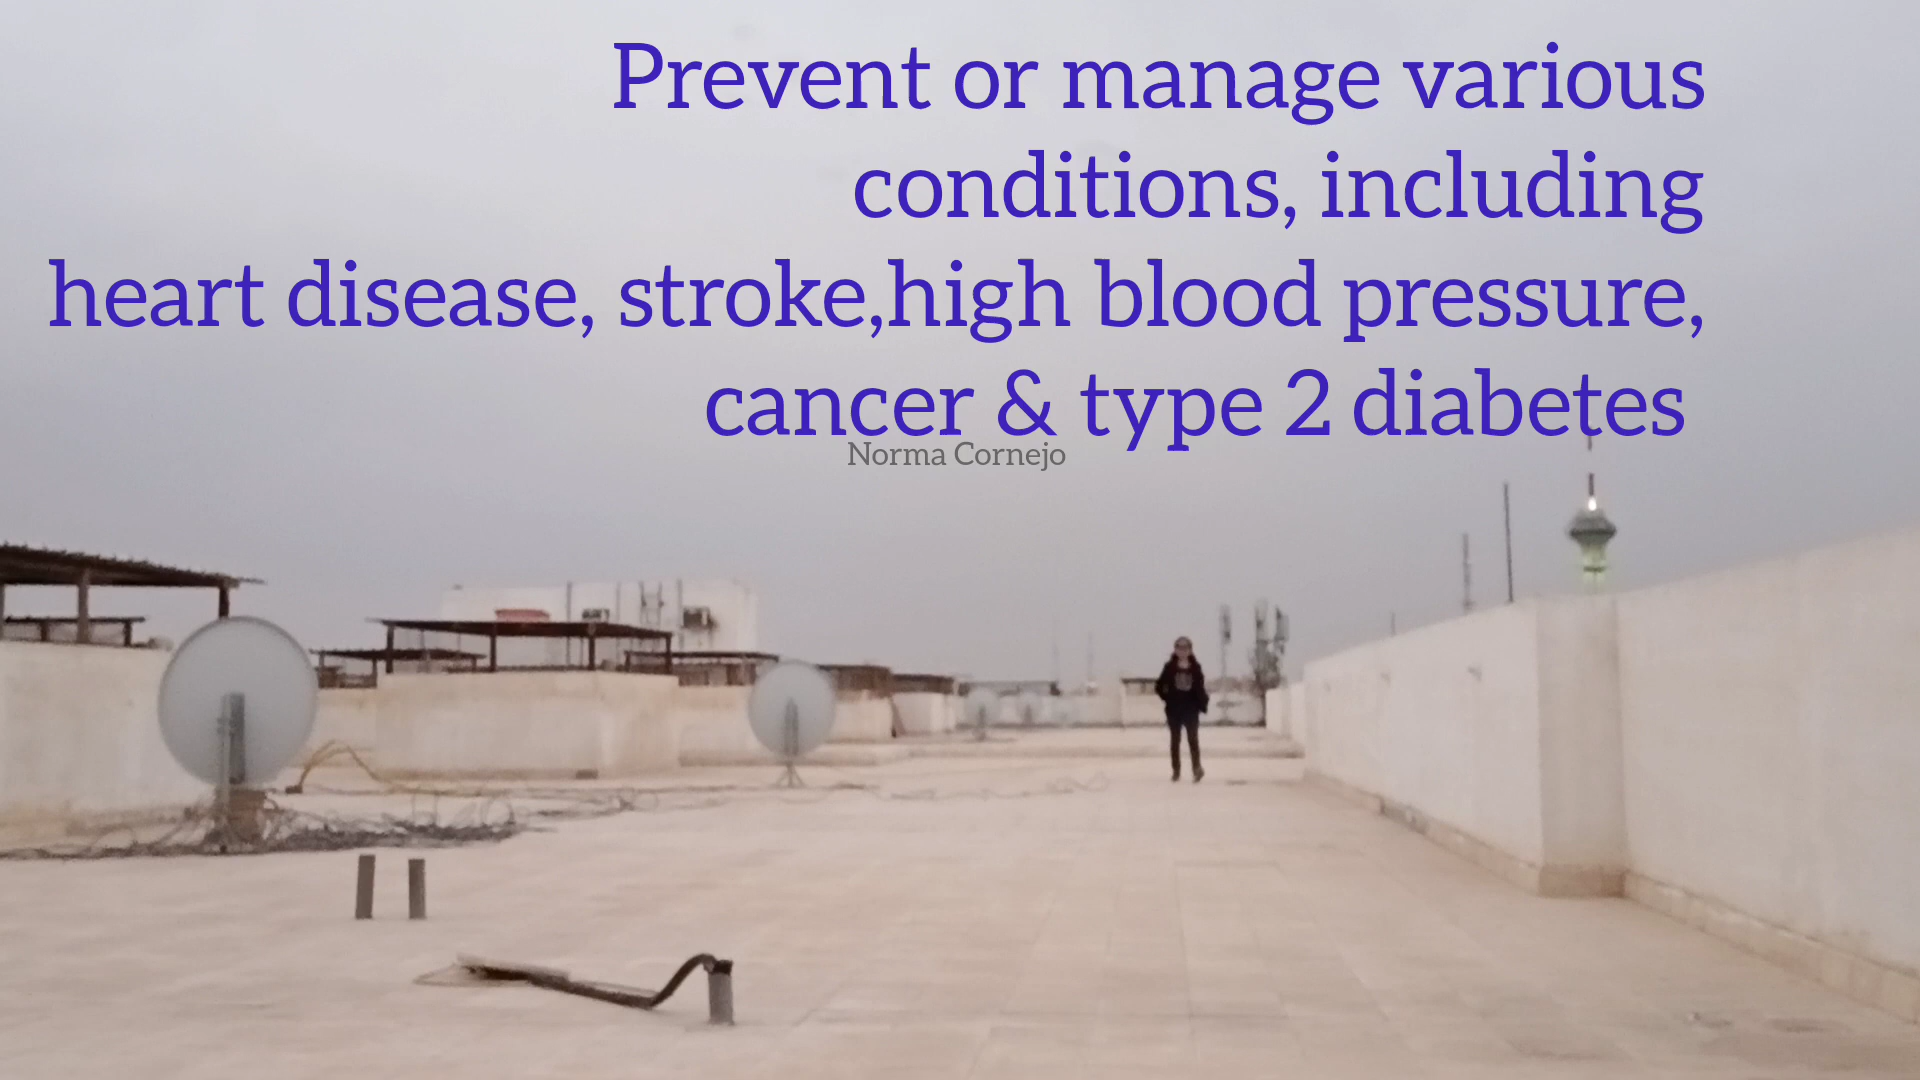 Prevent or manage various
conditions, including
heart disease, stroke,high blood pressure,
cancer & type 2 diabetes
Norma Cornejo